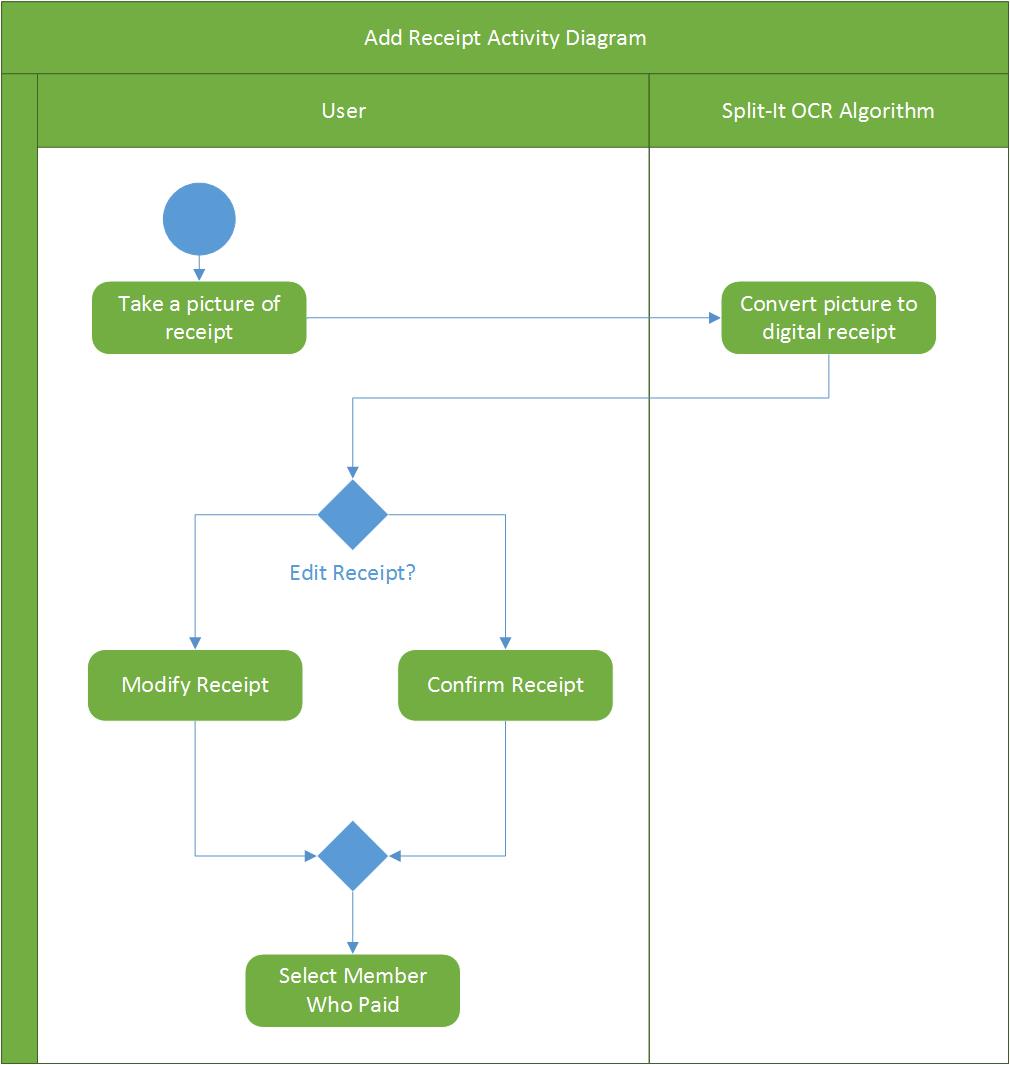 Add Receipt Activity Diagram
User
Split-It OCR Algorithm
Take a picture of
receipt
Convert picture to
digital receipt
Edit Receipt?
Modify Receipt
Confirm Receipt
Select Member
Who Paid